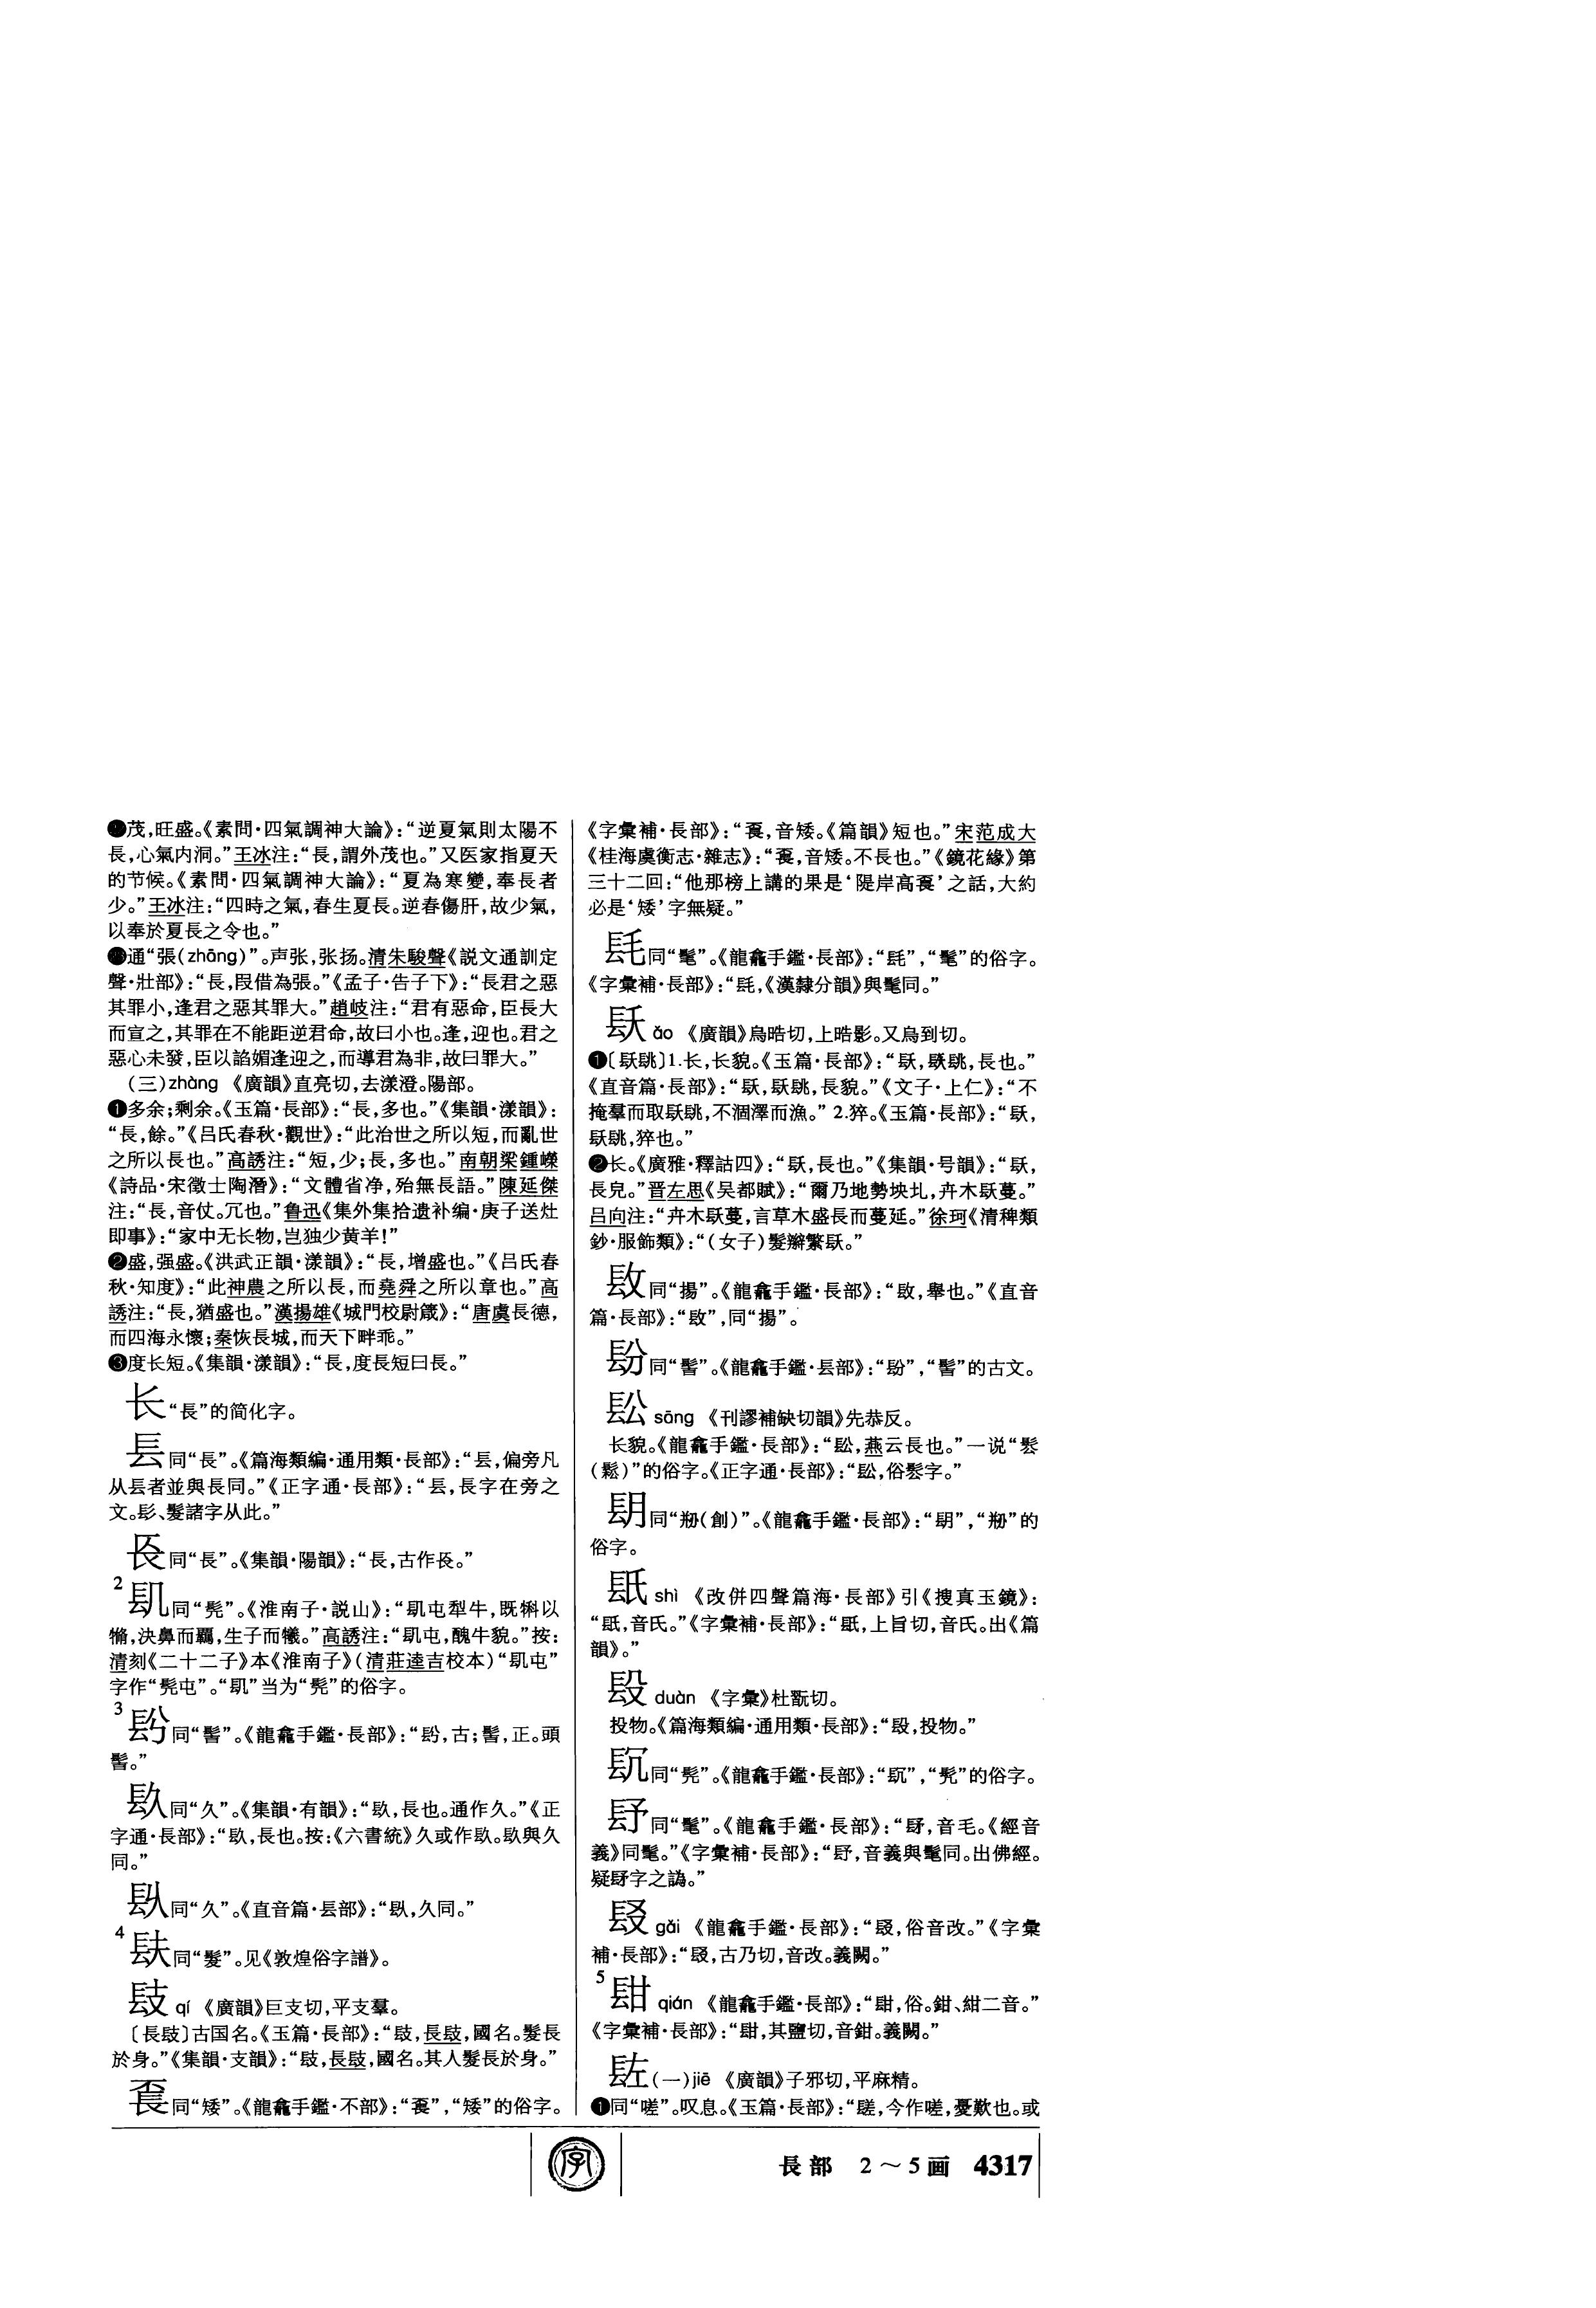 茂，旺盛。《素問·四氣調神大論》：“逆夏氣則太陽不
長，心氣内洞。”王冰注：“長，謂外茂也。”又医家指夏天
的节候。《素問·四氣調神大論》：“夏為寒變，奉長者
少。”王冰注：“四時之氣，春生夏長。逆春傷肝，故少氣，
以奉於夏長之令也。”
通“張(zhāng)”。声张，张扬。清朱駿聲《説文通訓定
聲·壯部》：“長，叚借為張。”《孟子·告子下》：“長君之惡
其罪小，逢君之惡其罪大。”趙岐注：“君有惡命，臣長大
而宣之，其罪在不能距逆君命，故曰小也。逢，迎也。君之
惡心未發，臣以諂媚逢迎之，而導君為非，故曰罪大。”
(三)zhàng 《廣韻》直亮切，去漾澄。陽部。
❶多余；剩余。《玉篇·長部》：“長，多也。”《集韻·漾韻》：
“長，餘。”《吕氏春秋·觀世》：“此治世之所以短，而亂世
之所以長也。”高誘注：“短，少；長，多也。”南朝梁鍾嶸
《詩品·宋徵士陶潛》：“文體省净，殆無長語。”陳延傑
注：“長，音仗。冗也。”鲁迅《集外集拾遗补编·庚子送灶
即事》：“家中无长物，岂独少黄羊！”
❷盛，强盛。《洪武正韻·漾韻》：“長，增盛也。”《吕氏春
秋·知度》：“此神農之所以長，而堯舜之所以章也。”高
誘注：“長，猶盛也。”漢揚雄《城門校尉箴》：“唐虞長德，
而四海永懷；秦恢長城，而天下畔乖。”
❸度长短。《集韻·漾韻》：“長，度長短曰長。”
长“長”的简化字。
镸同“長”。《篇海類編·通用類·長部》：“镸，偏旁凡
从镸者並與長同。”《正字通·長部》：“镸，長字在旁之
文。髟、髮諸字从此。”
同“長”。《集韻·陽韻》：“長，古作。”
2 同“髡”。《淮南子·説山》：“屯犁牛，既㹊以
㹙，決鼻而羈，生子而犧。”高誘注：“屯，醜牛貌。”按：
清刻《二十二子》本《淮南子》(清莊逵吉校本)“屯”
字作“髡屯”。“”当为“髡”的俗字。
3 同“髻”。《龍龕手鑑·長部》：“，古；髻，正。頭
髻。”
镹同“久”。《集韻·有韻》：“镹，長也。通作久。”《正
字通·長部》：“镹，長也。按：《六書統》久或作镹。镹與久
同。”
同“久”。《直音篇·镸部》：“，久同。”
4 同“髮”。见《敦煌俗字譜》。
qí 《廣韻》巨支切，平支羣。
〔長〕古国名。《玉篇·長部》：“，長，國名。髮長
於身。”《集韻·支韻》：“，長，國名。其人髮長於身。”
同“矮”。《龍龕手鑑·不部》：“”，“矮”的俗字。
《字彙補·長部》：“，音矮。《篇韻》短也。”宋范成大
《桂海虞衡志·雜志》：“，音矮。不長也。”《鏡花緣》第
三十二回：“他那榜上講的果是‘隄岸高’之話，大約
必是‘矮’字無疑。”
同“髦”。《龍龕手鑑·長部》：“”，“髦”的俗字。
《字彙補·長部》：“，《漢隸分韻》與髦同。”
镺 ǎo 《廣韻》烏晧切，上晧影。又烏到切。
❶〔镺〕1.长，长貌。《玉篇·長部》：“镺，镺，長也。”
《直音篇·長部》：“镺，镺，長貌。”《文子·上仁》：“不
掩羣而取镺，不涸澤而漁。” 2.猝。《玉篇·長部》：“镺，
镺，猝也。”
❷长。《廣雅·釋詁四》：“镺，長也。”《集韻·号韻》：“镺，
長皃。”晋左思《吴都賦》：“爾乃地勢坱圠，卉木镺蔓。”
吕向注：“卉木镺蔓，言草木盛長而蔓延。”徐珂《清稗類
鈔·服飾類》：“(女子)髮辮繁镺。”
同“揚”。《龍龕手鑑·長部》：“，舉也。”《直音
篇·長部》：“”，同“揚”。
同“髻”。《龍龕手鑑·镸部》：“”，“髻”的古文。
sōng 《刊謬補缺切韻》先恭反。
长貌。《龍龕手鑑·長部》：“，燕云長也。”一说“髮
(鬆)”的俗字。《正字通·長部》：“，俗字。”
同“剏(創)”。《龍龕手鑑·長部》：“”，“剏”的
俗字。
shì 《改併四聲篇海·長部》引《搜真玉鏡》：
“，音氏。”《字彙補·長部》：“，上旨切，音氏。出《篇
韻》。”
duàn 《字彙》杜翫切。
投物。《篇海類編·通用類·長部》：“，投物。”
同“髡”。《龍龕手鑑·長部》：“”，“髡”的俗字。
同“髦”。《龍龕手鑑·長部》：“，音毛。《經音
義》同髦。”《字彙補·長部》：“，音義與髦同。出佛經。
疑字之譌。”
gǎi 《龍龕手鑑·長部》：“，俗音改。”《字彙
補·長部》：“，古乃切，音改。義闕。”
5 qián 《龍龕手鑑·長部》：“，俗。鉗、紺二音。”
《字彙補·長部》：“，其鹽切，音鉗。義闕。”
(一)jiē 《廣韻》子邪切，平麻精。
❶同“嗟”。叹息。《玉篇·長部》：“，今作嗟，憂歎也。或
字
長部 2～5画 4317